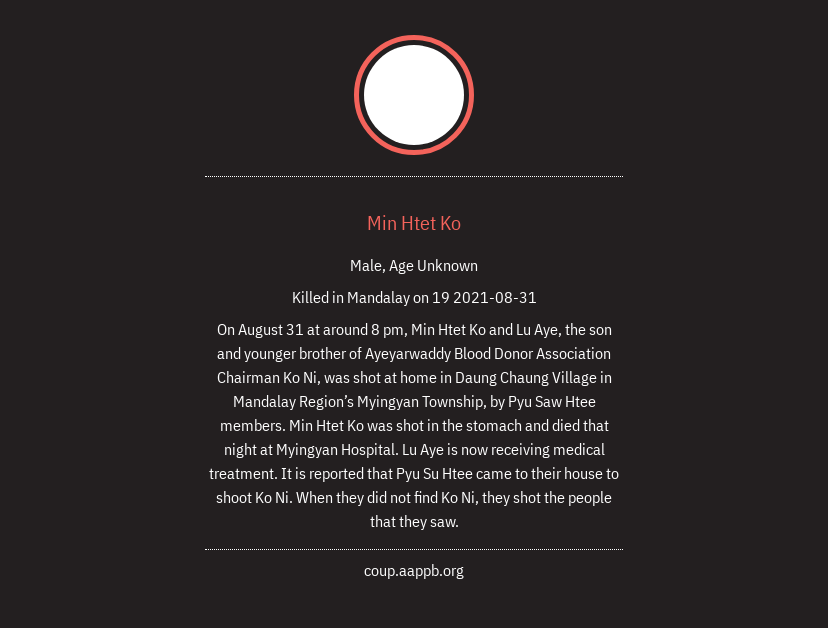 Min Htet Ko
Male, Age Unknown
Killed in Mandalay on 19 2021-08-31
On August 31 at around 8 pm, Min Htet Ko and Lu Aye, the son
and younger brother of Ayeyarwaddy Blood Donor Association
Chairman Ko Ni, was shot at home in Daung Chaung Village in
Mandalay Region’s Myingyan Township, by Pyu Saw Htee
members. Min Htet Ko was shot in the stomach and died that
night at Myingyan Hospital. Lu Aye is now receiving medical
treatment. It is reported that Pyu Su Htee came to their house to
shoot Ko Ni. When they did not find Ko Ni, they shot the people
that they saw.
coup.aappb.org